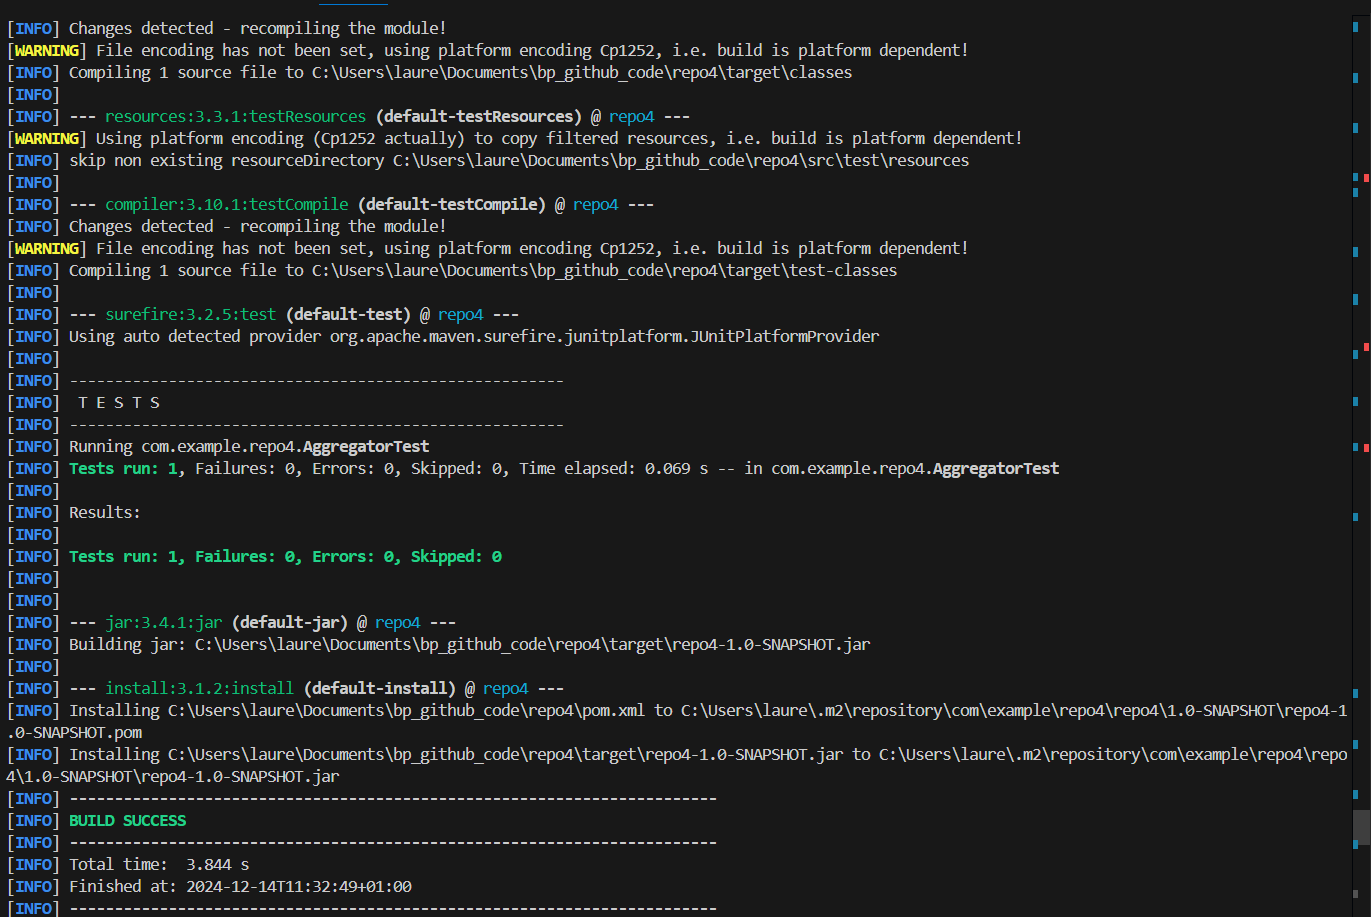 [INFO] Changes detected - recompiling the module!
[WARNING] File encoding has not been set, using platform encoding Cp1252, i.e. build is platform dependent!
[INFO] Compiling 1 source file to C:\Users\laure\Documents\bp_github_code\repo4\target\classes
[INFO]
[INFO] --- resources:3.3.1:testResources (default-testResources) @ repo4 ---
[WARNING] Using platform encoding (Cp1252 actually) to copy filtered resources, i.e. build is platform dependent!
[INFO] skip non existing resourceDirectory C:\Users\laure\Documents\bp_github_code\repo4\src\test\resources
[INFO]
[INFO] --- compiler:3.10.1:testCompile (default-testCompile) @ repo4 ---
[INFO] Changes detected - recompiling the module!
[WARNING] File encoding has not been set, using platform encoding Cp1252, i.e. build is platform dependent!
[INFO] Compiling 1 source file to C:\Users\laure\Documents\bp_github_code\repo4\target\test-classes
[INFO]
[INFO] --- surefire:3.2.5:test (default-test) @ repo4 ---
[INFO] Using auto detected provider org.apache.maven.surefire.junitplatform.JUnitPlatformProvider
[INFO]
[INFO] -------------------------------------------------------
[INFO]  T E S T S
[INFO] -------------------------------------------------------
[INFO] Running com.example.repo4.AggregatorTest
[INFO] Tests run: 1, Failures: 0, Errors: 0, Skipped: 0, Time elapsed: 0.069 s -- in com.example.repo4.AggregatorTest
[INFO]
[INFO] Results:
[INFO]
[INFO] Tests run: 1, Failures: 0, Errors: 0, Skipped: 0
[INFO]
[INFO]
[INFO] --- jar:3.4.1:jar (default-jar) @ repo4 ---
[INFO] Building jar: C:\Users\laure\Documents\bp_github_code\repo4\target\repo4-1.0-SNAPSHOT.jar
[INFO]
[INFO] --- install:3.1.2:install (default-install) @ repo4 ---
[INFO] Installing C:\Users\laure\Documents\bp_github_code\repo4\pom.xml to C:\Users\laure\.m2\repository\com\example\repo4\repo4\1.0-SNAPSHOT\repo4-1
.0-SNAPSHOT.pom
[INFO] Installing C:\Users\laure\Documents\bp_github_code\repo4\target\repo4-1.0-SNAPSHOT.jar to C:\Users\laure\.m2\repository\com\example\repo4\repo
4\1.0-SNAPSHOT\repo4-1.0-SNAPSHOT.jar
[INFO] ------------------------------------------------------------------------
[INFO] BUILD SUCCESS
[INFO] ------------------------------------------------------------------------
[INFO] Total time:  3.844 s
[INFO] Finished at: 2024-12-14T11:32:49+01:00
[INFO] ------------------------------------------------------------------------